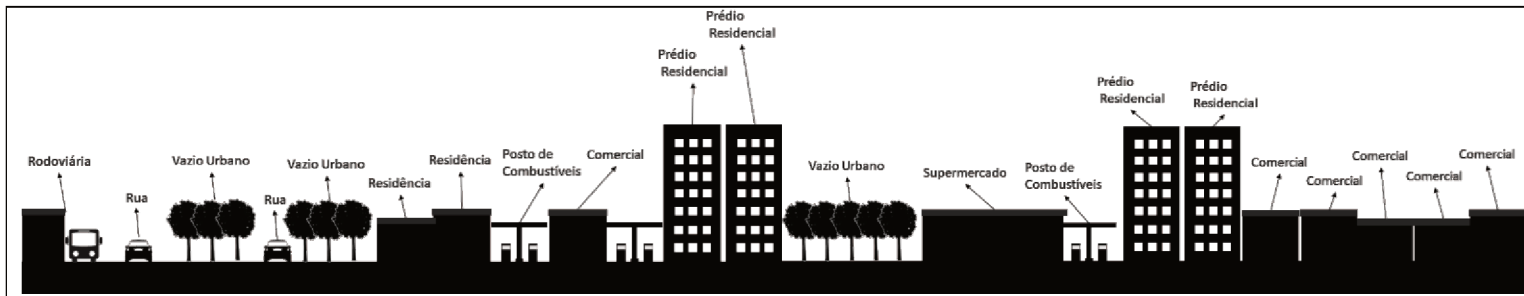 Rodoviária
Rua
Vazio Urbano
Rua
Vazio Urbano
Residência
Residência
Posto de
Combustíveis
Comercial
Prédio
Residencial
Prédio
Residencial
Vazio Urbano
Supermercado
Posto de
Combustíveis
Prédio
Residencial
Prédio
Residencial
Comercial
Comercial
Comercial
Comercial
Comercial